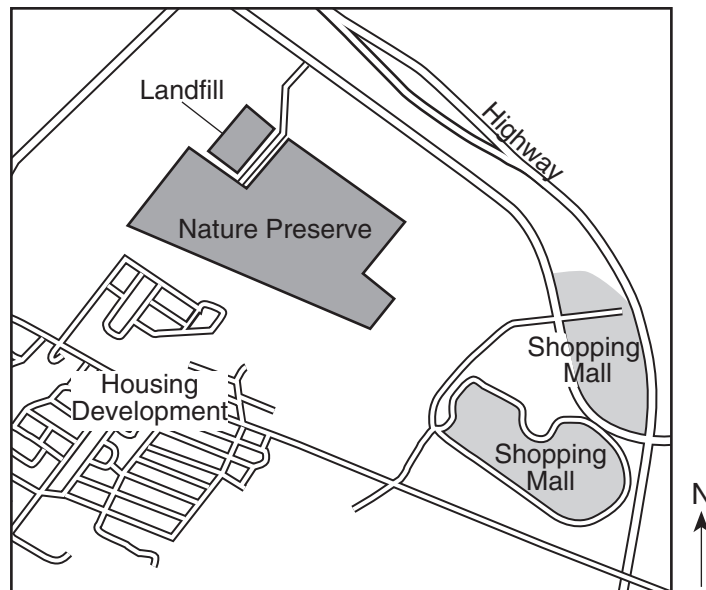 Landfill
Highway
Nature Preserve
Shopping
Mall
Housing
Development
Shopping
Mall
N